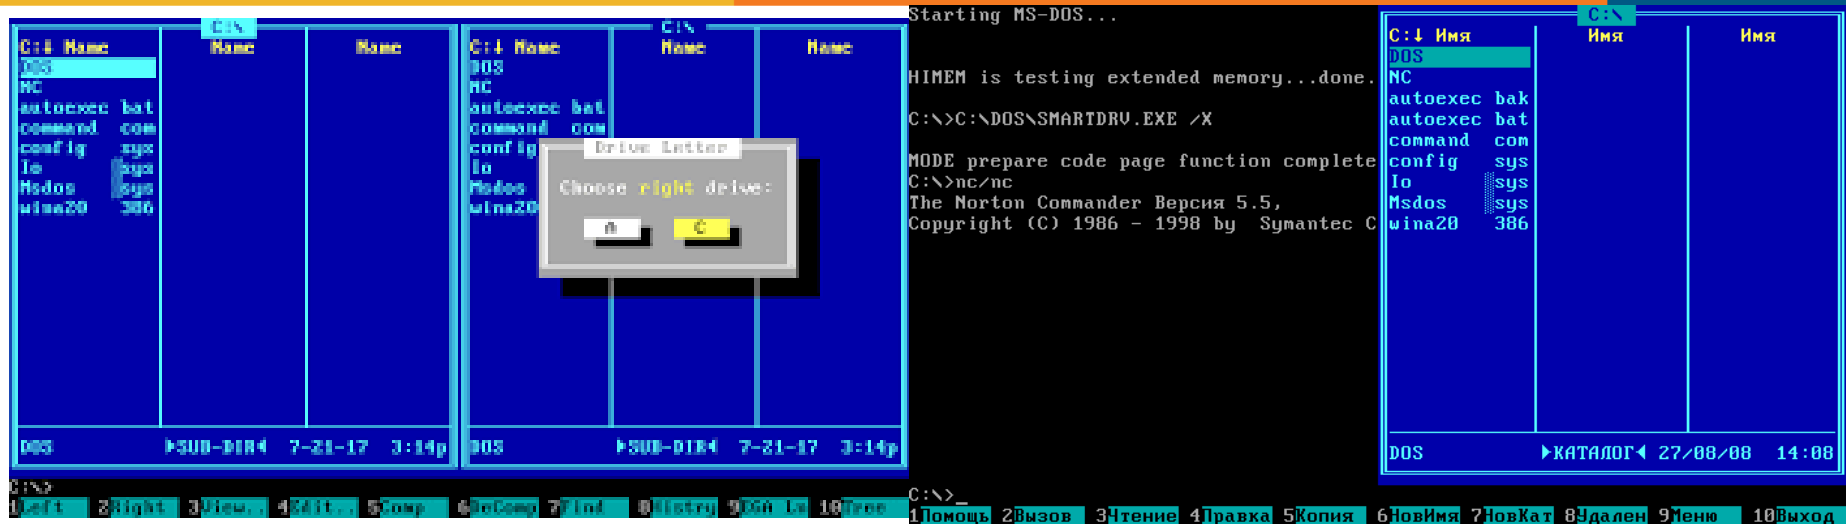 C:\ C:\
C:↓ Name Name Name C:↓ Name Name Name
DOS DOS
NC NC
autoexec bat autoexec bat
command com command com
config sys config
Io sys Io
Msdos sys Msdos
wina20 386 wina20
Drive Letter
Choose right drive:
A C
DOS ►SUB-DIR◄ 7-21-17 3:14p DOS ►SUB-DIR◄ 7-21-17 3:14p
C:\>
1Left 2Right 3View.. 4Edit.. 5Comp 6DeComp 7Find 8Histry 9EGA Ln 10Tree
Starting MS-DOS...
HIMEM is testing extended memory...done.
C:\>C:\DOS\SMARTDRV.EXE /X
MODE prepare code page function complete
C:\>nc/nc
The Norton Commander Версия 5.5,
Copyright (C) 1986 - 1998 by Symantec C
C:\
C:↓ Имя Имя Имя
DOS
NC
autoexec bak
autoexec bat
command com
config sys
Io ░sys
Msdos ░sys
wina20 386
DOS ►КАТАЛОГ◄ 27/08/08 14:08
C:\>_
1Помощь 2Вызов 3Чтение 4Правка 5Копия 6НовИмя 7НовКат 8Удален 9Меню 10Выход